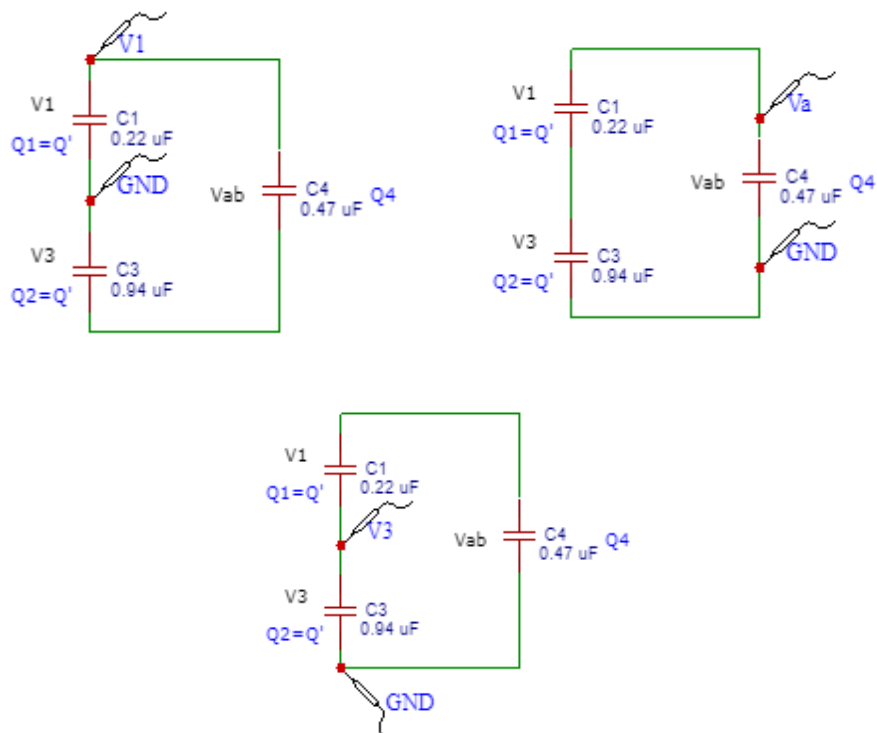 V1
V1
C1
0.22 uF
Q1=Q'
GND
Vab
C4
0.47 uF
Q4
V3
C3
0.94 uF
Q2=Q'
V1
C1
0.22 uF
Q1=Q'
Va
Vab
C4
0.47 uF
Q4
V3
C3
0.94 uF
Q2=Q'
GND
V1
C1
0.22 uF
Q1=Q'
V3
Vab
C4
0.47 uF
Q4
V3
C3
0.94 uF
Q2=Q'
GND